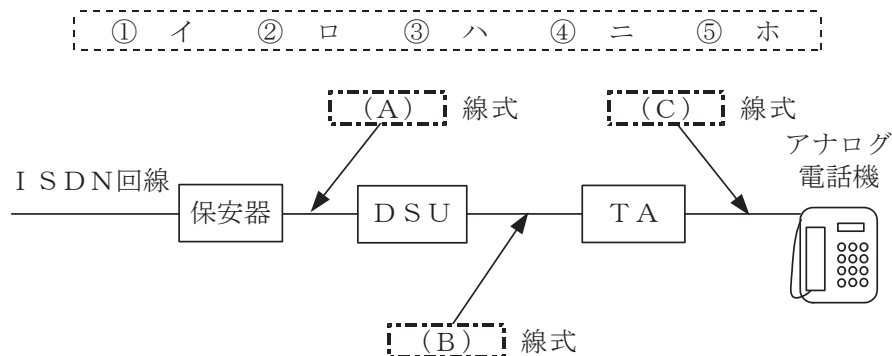 ① イ ② ロ ③ ハ ④ ニ ⑤ ホ
(A) 線式
(C) 線式
アナログ
電話機
ISDN回線
保安器
DSU
TA
(B) 線式